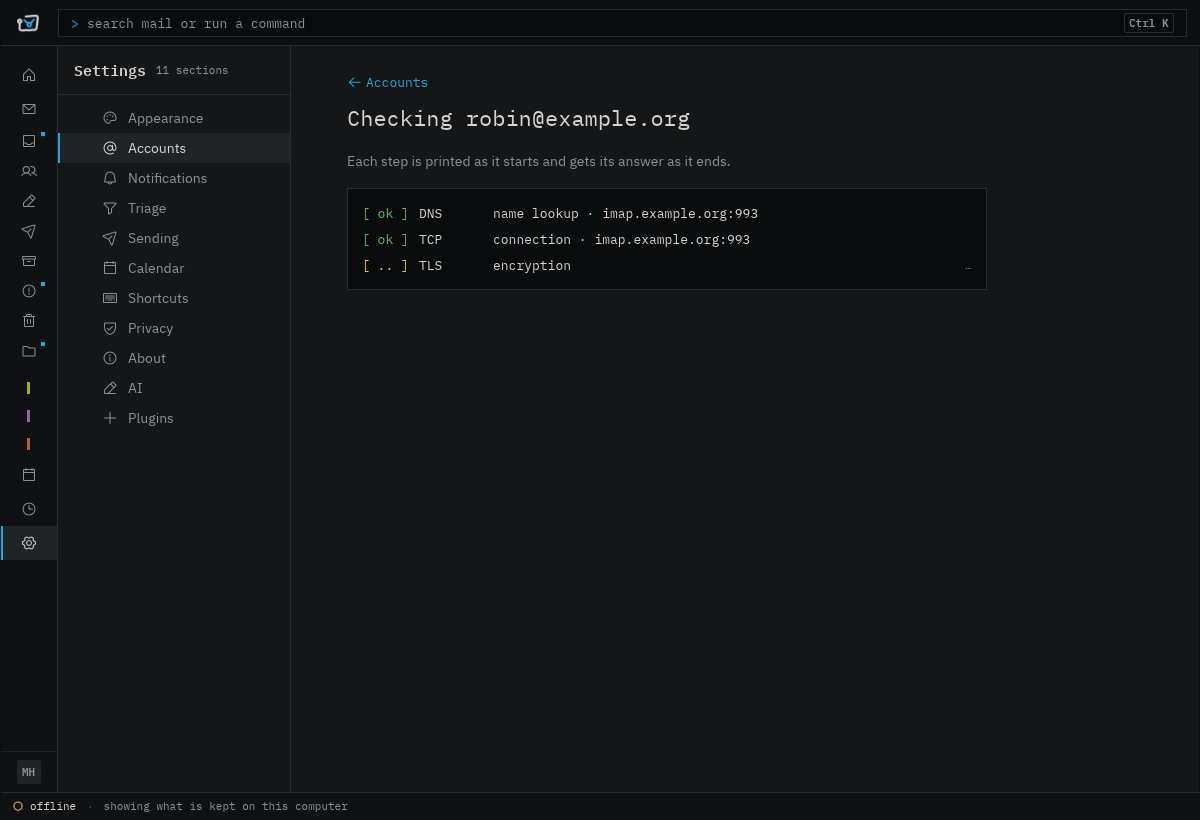 > search mail or run a command Ctrl K
Settings 11 sections
Appearance
Accounts
Notifications
Triage
Sending
Calendar
Shortcuts
Privacy
About
AI
Plugins
← Accounts
Checking robin@example.org
Each step is printed as it starts and gets its answer as it ends.
[ ok ] DNS name lookup · imap.example.org:993
[ ok ] TCP connection · imap.example.org:993
[ .. ] TLS encryption …
MH
offline · showing what is kept on this computer